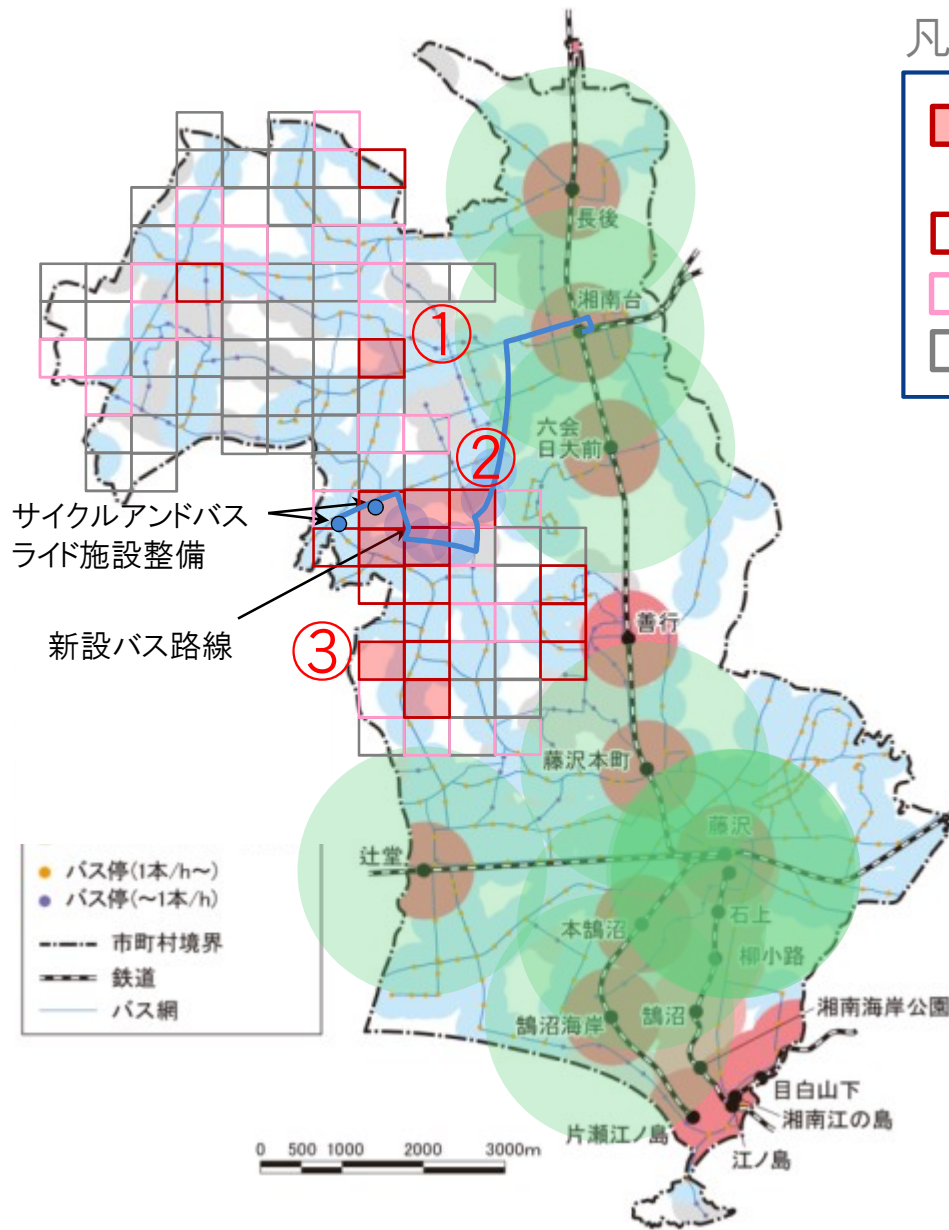 凡
長後
湘南台
①
六会
日大前
②
サイクルアンドバス
ライド施設整備
新設バス路線
善行
③
藤沢本町
藤沢
辻堂
バス停(1本/h~)
バス停(~1本/h)
市町村境界
鉄道
バス網
石上
本鵠沼
柳小路
湘南海岸公園
鵠沼海岸
鵠沼
目白山下
湘南江の島
片瀬江ノ島
江ノ島
0 500 1000 2000 3000m